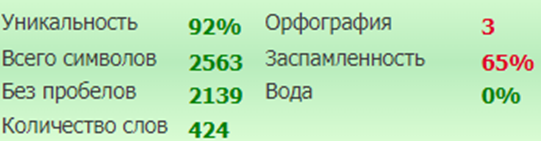 Уникальность 92% Орфография 3
Всего символов 2563 Заспамленность 65%
Без пробелов 2139 Вода 0%
Количество слов 424